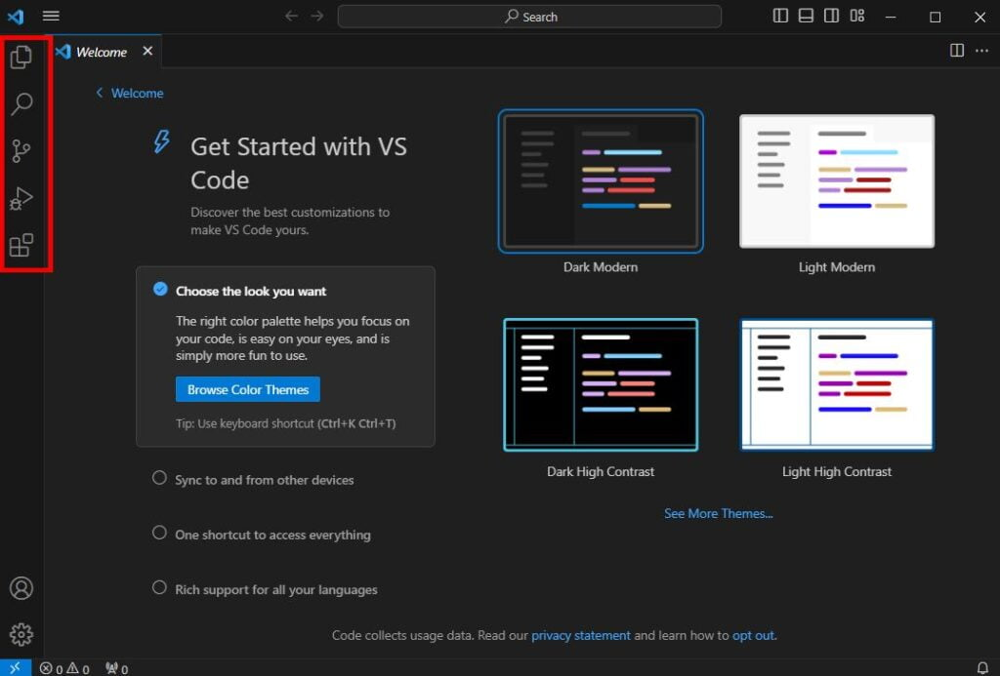 Search
Welcome
Welcome
Get Started with VS
Code
Discover the best customizations to
make VS Code yours.
Choose the look you want
The right color palette helps you focus on
your code, is easy on your eyes, and is
simply more fun to use.
Browse Color Themes
Tip: Use keyboard shortcut (Ctrl+K Ctrl+T)
Sync to and from other devices
One shortcut to access everything
Rich support for all your languages
Dark Modern
Light Modern
Dark High Contrast
Light High Contrast
See More Themes...
Code collects usage data. Read our privacy statement and learn how to opt out.
0 0 0